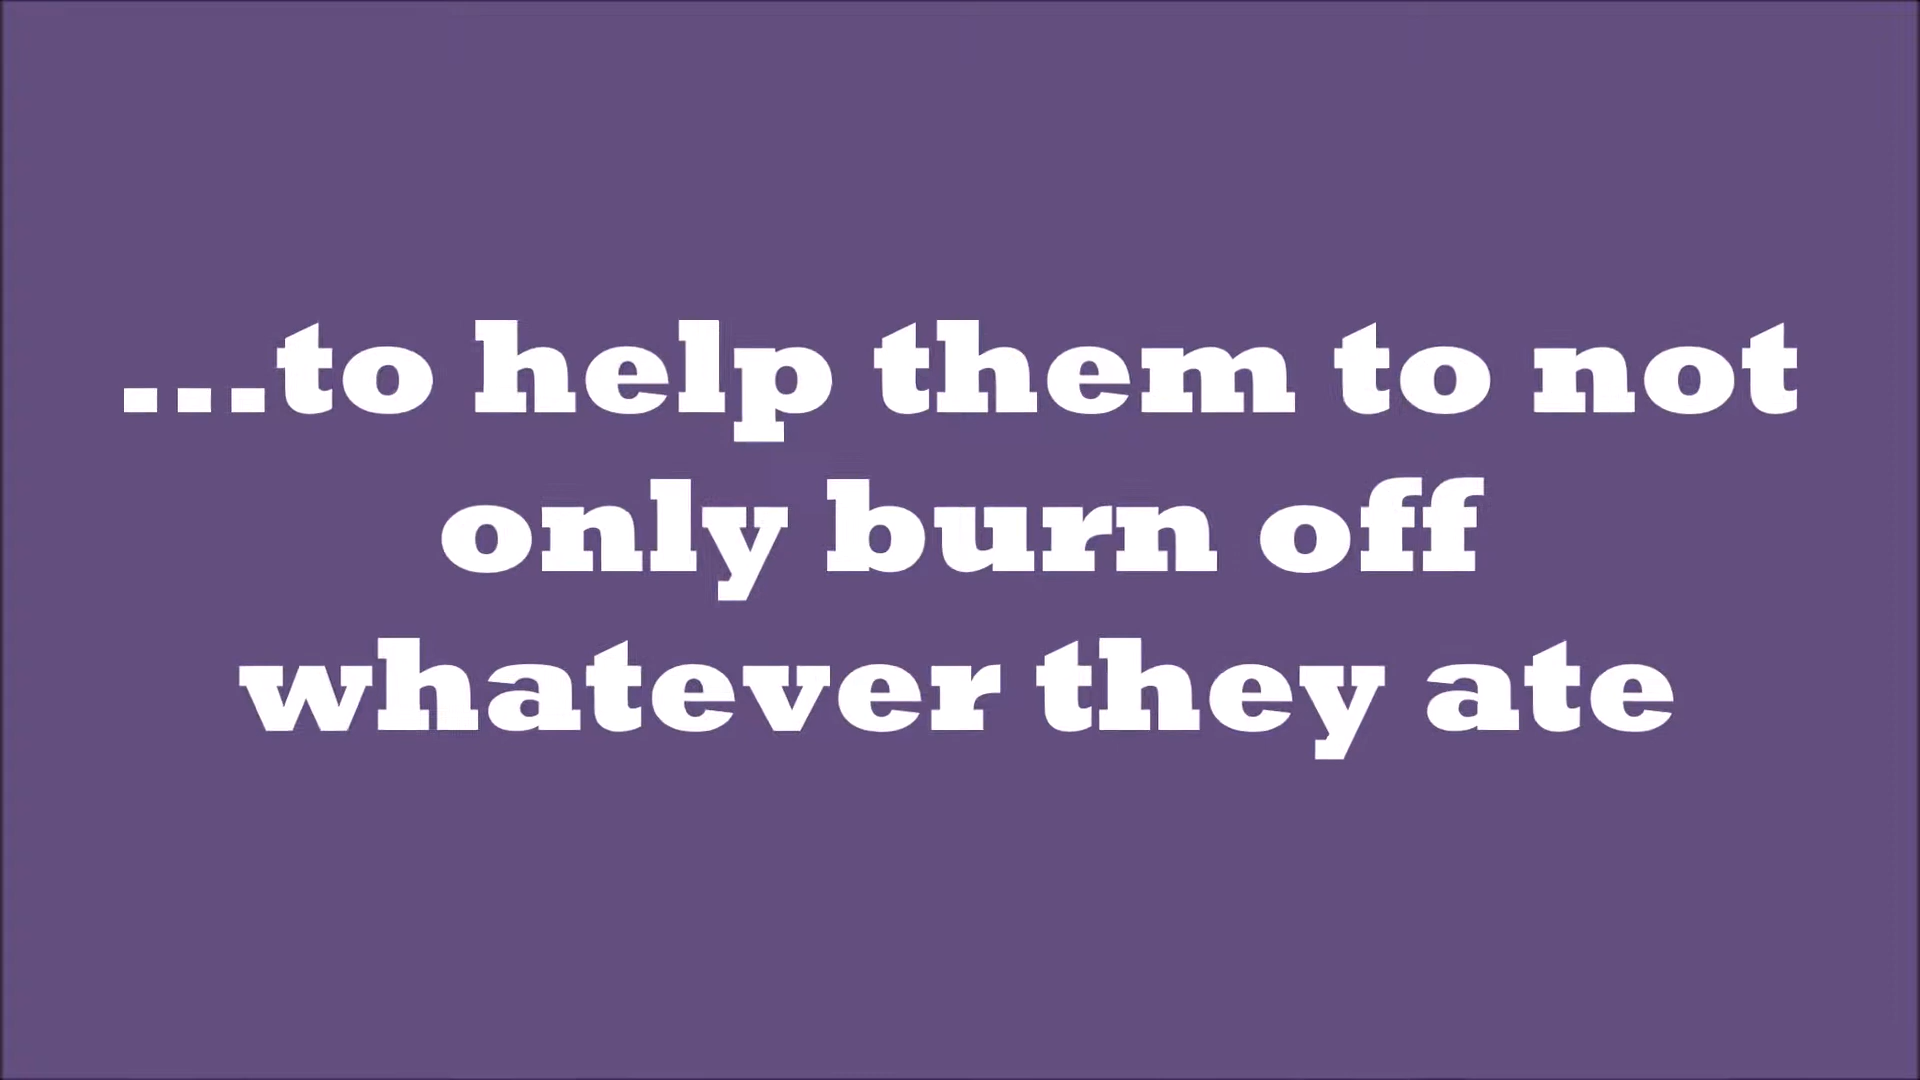 ...to help them to not
only burn off
whatever they ate